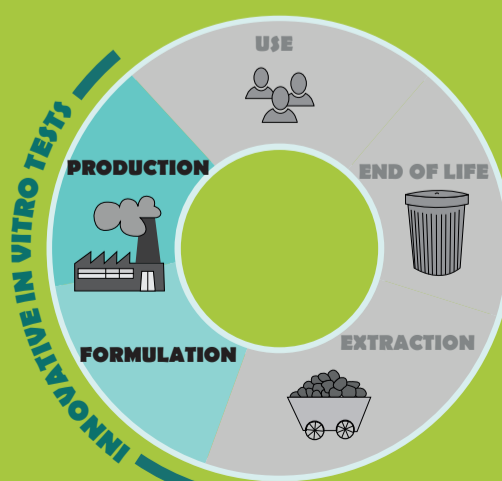 USE
END OF LIFE
EXTRACTION
FORMULATION
PRODUCTION
INNOVATIVE IN VITRO TESTS